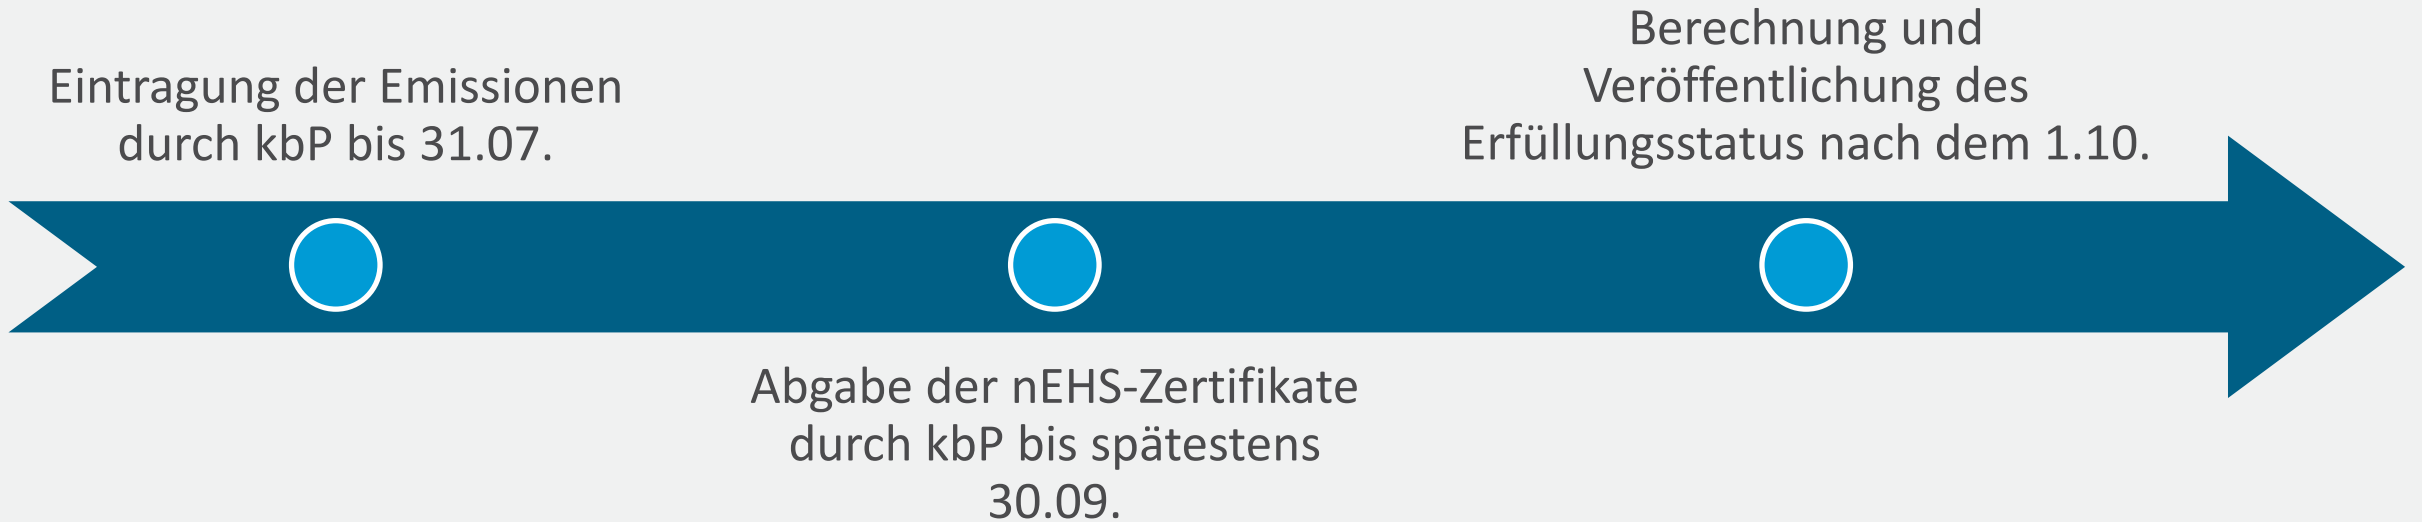 Eintragung der Emissionen
durch kbP bis 31.07.
Abgabe der nEHS-Zertifikate
durch kbP bis spätestens
30.09.
Berechnung und
Veröffentlichung des
Erfüllungsstatus nach dem 1.10.